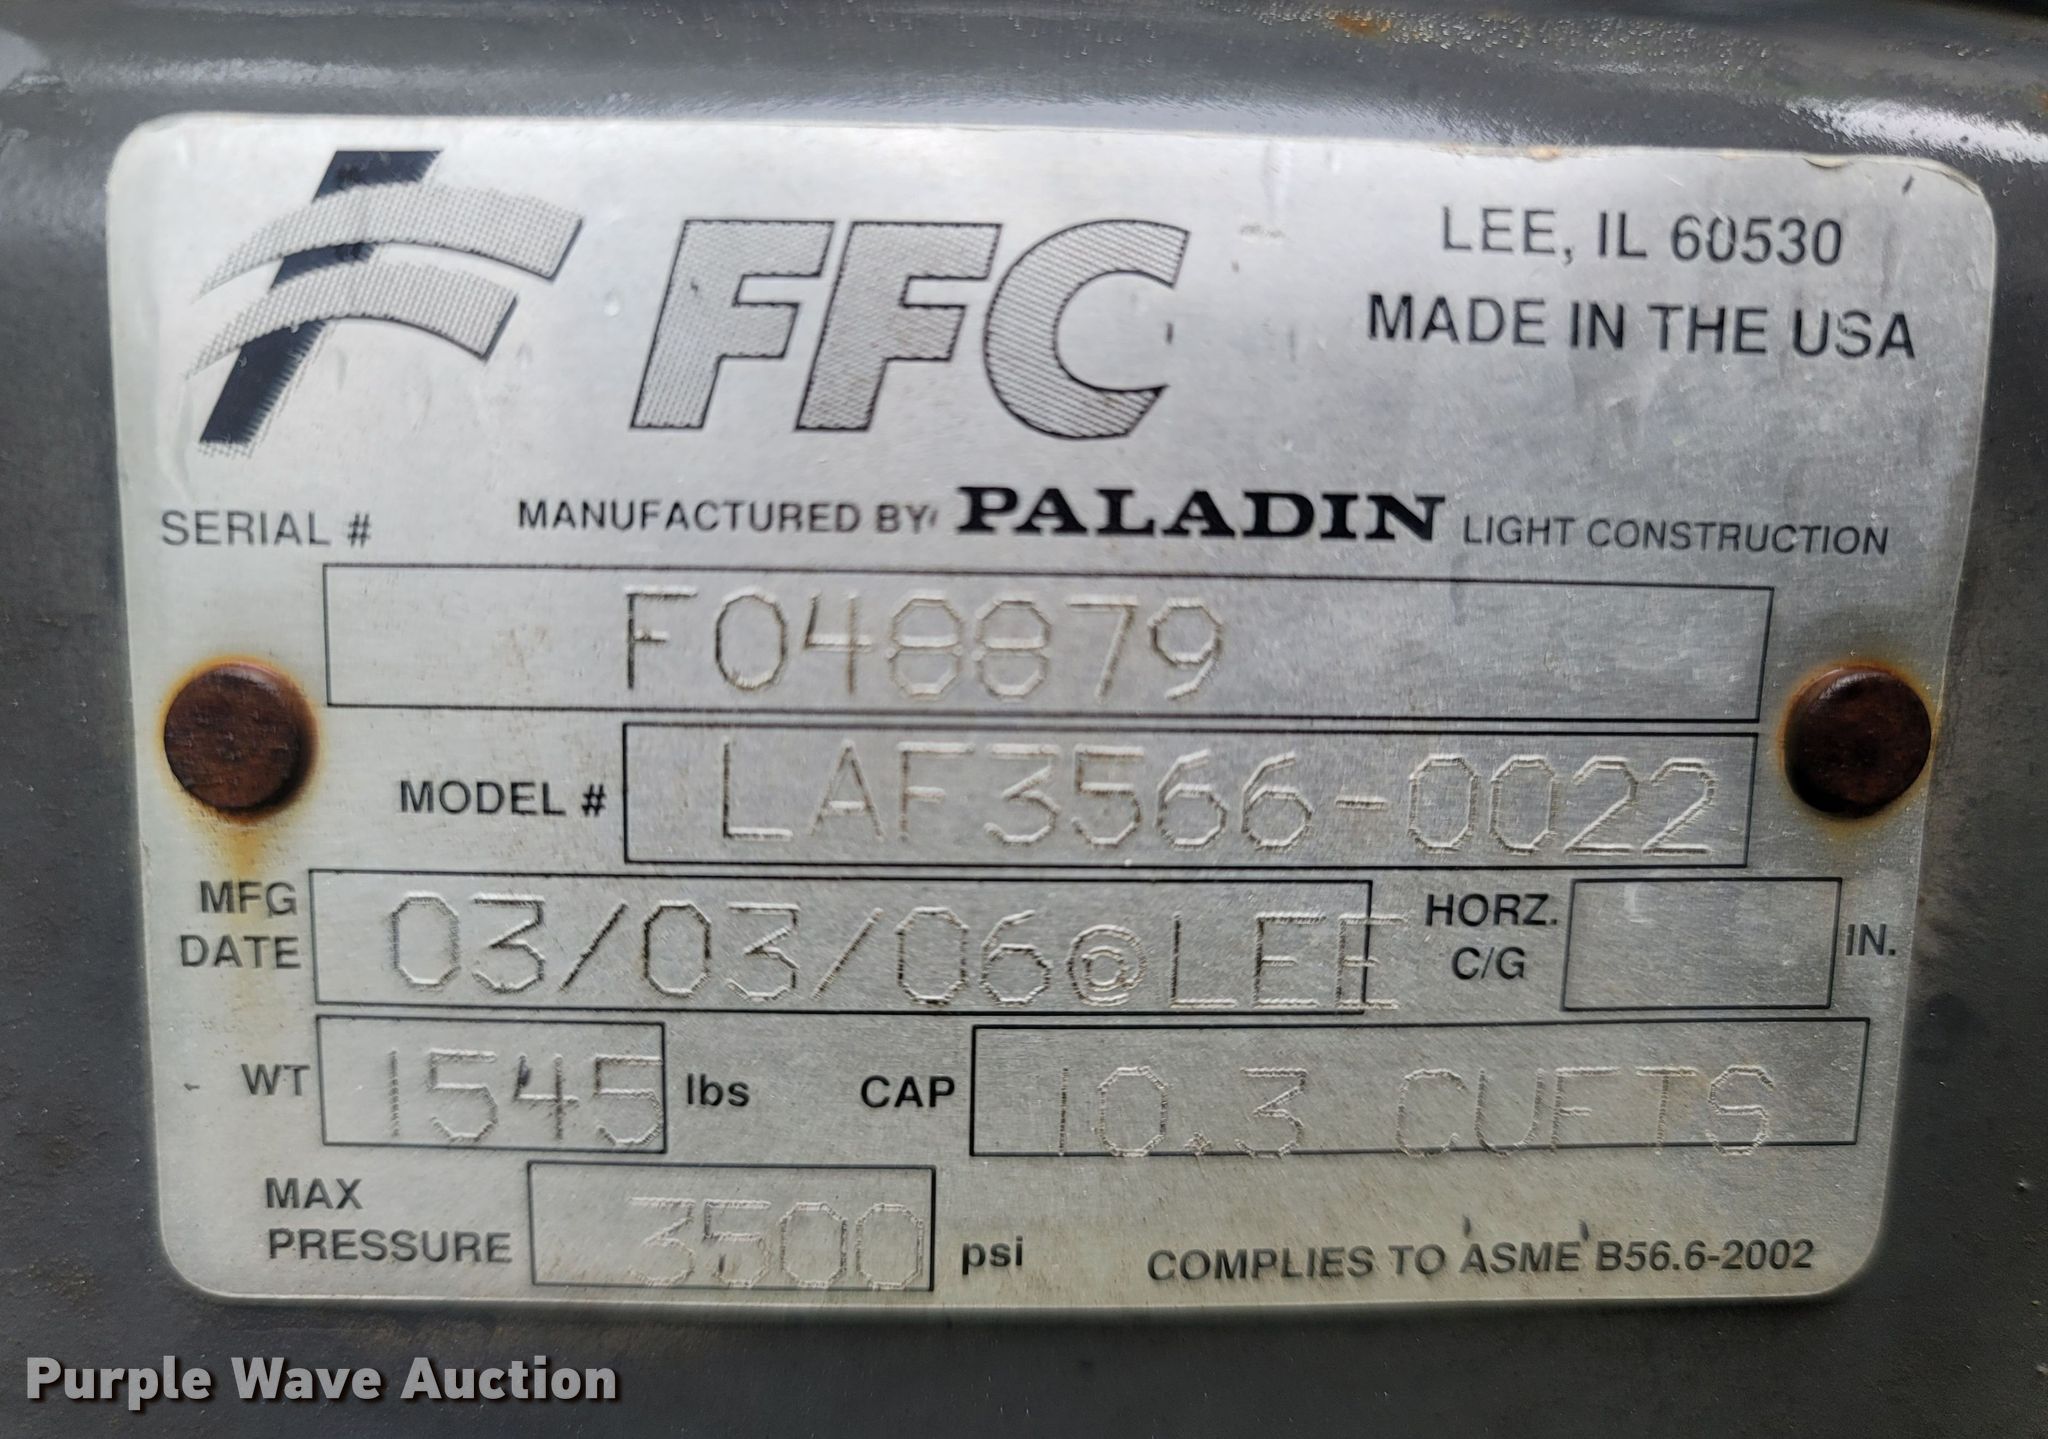 FFC
LEE, IL 60530
MADE IN THE USA
SERIAL #
MANUFACTURED BY PALADIN LIGHT CONSTRUCTION
F048879
MODEL # LAF3566-0022
MFG DATE 03/03/06@LEE HORZ. C/G IN.
WT 1545 lbs CAP 10.3 CUFTS
MAX PRESSURE 3500 psi COMPLIES TO ASME B56.6-2002
Purple Wave Auction